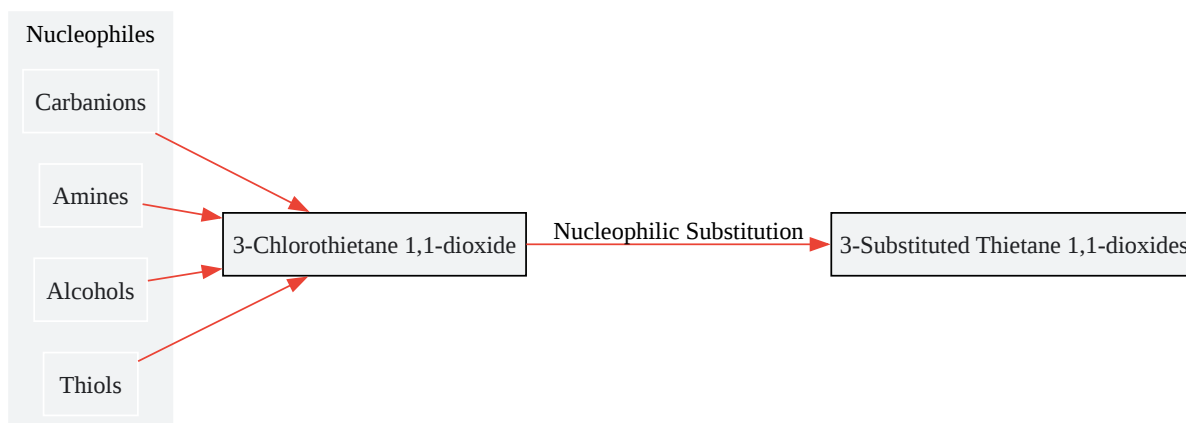 Nucleophiles
Carbanions
Amines
Alcohols
Thiols
3-Chlorothietane 1,1-dioxide
Nucleophilic Substitution
3-Substituted Thietane 1,1-dioxides